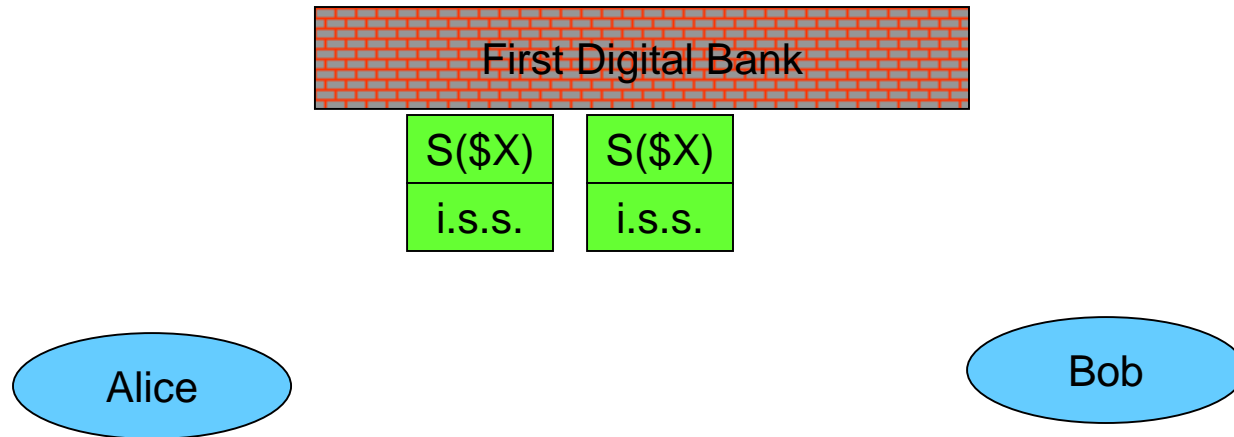 First Digital Bank
S($X) S($X)
i.s.s. i.s.s.
Alice
Bob